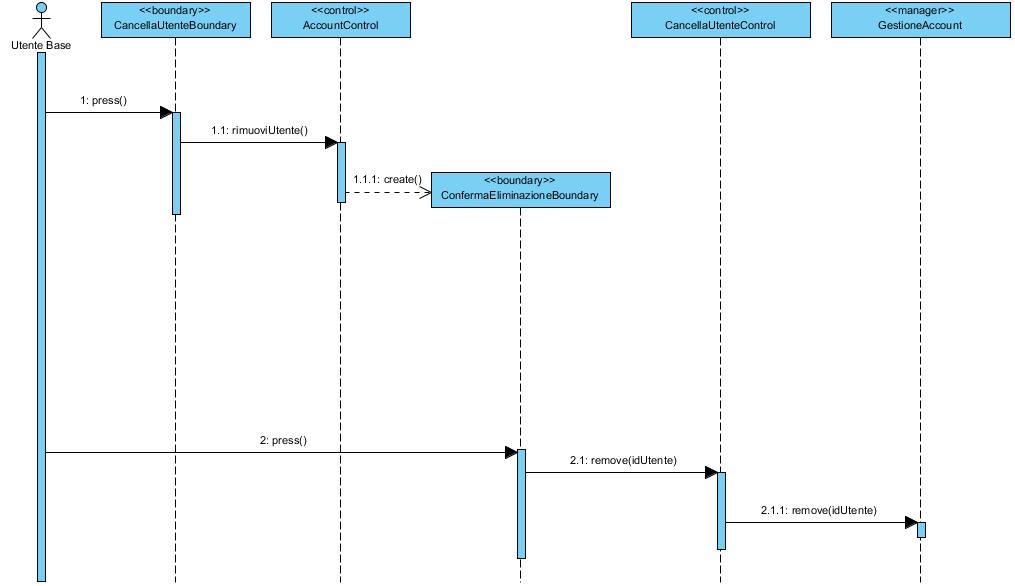 <<boundary>>
CancellaUtenteBoundary
<<control>>
AccountControl
<<control>>
CancellaUtenteControl
<<manager>>
GestioneAccount
Utente Base
1: press()
1.1: rimuoviUtente()
1.1.1: create()
<<boundary>>
ConfermaEliminazioneBoundary
2: press()
2.1: remove(idUtente)
2.1.1: remove(idUtente)